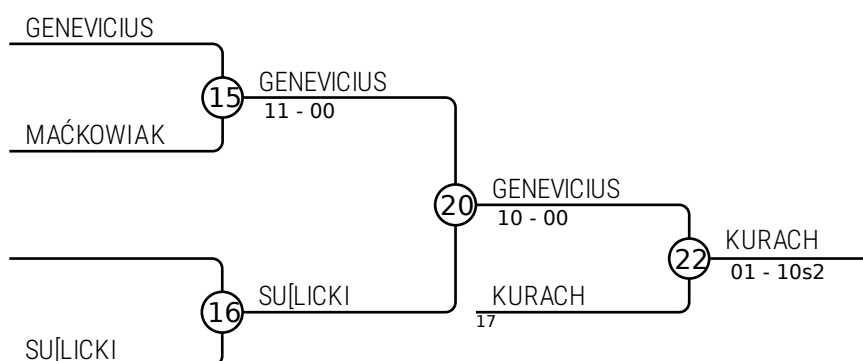 GENEVICIUS
15
GENEVICIUS
11 - 00
MAĆKOWIAK
20
GENEVICIUS
10 - 00
22
KURACH
01 - 10s2
16
SU[LICKI
KURACH
17
SU[LICKI